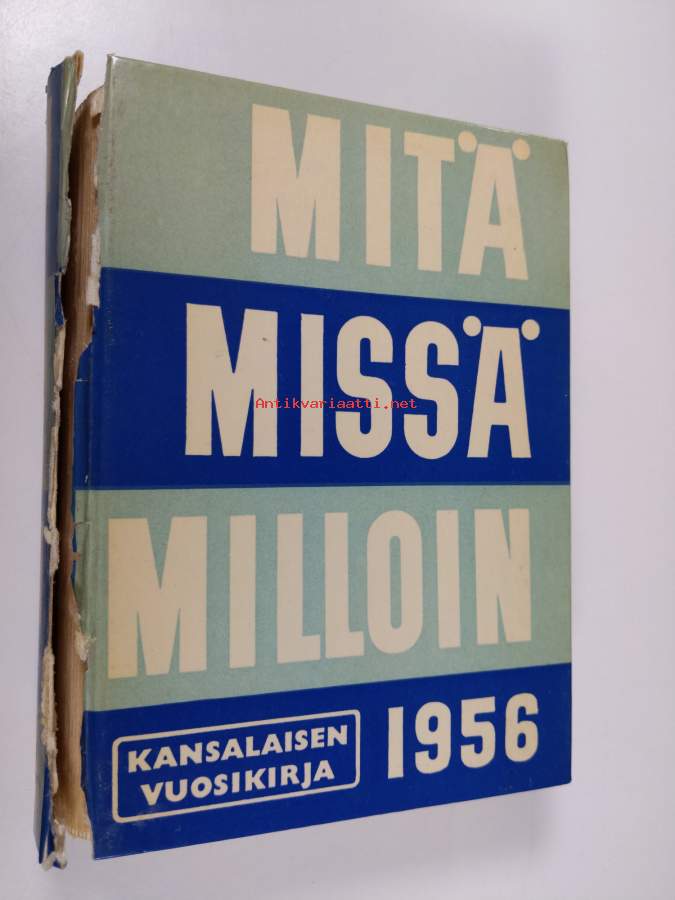 MITÄ
MISSÄ
Antikvariaatti.net
MILLOIN
KANSALAISEN
VUOSIKIRJA
1956